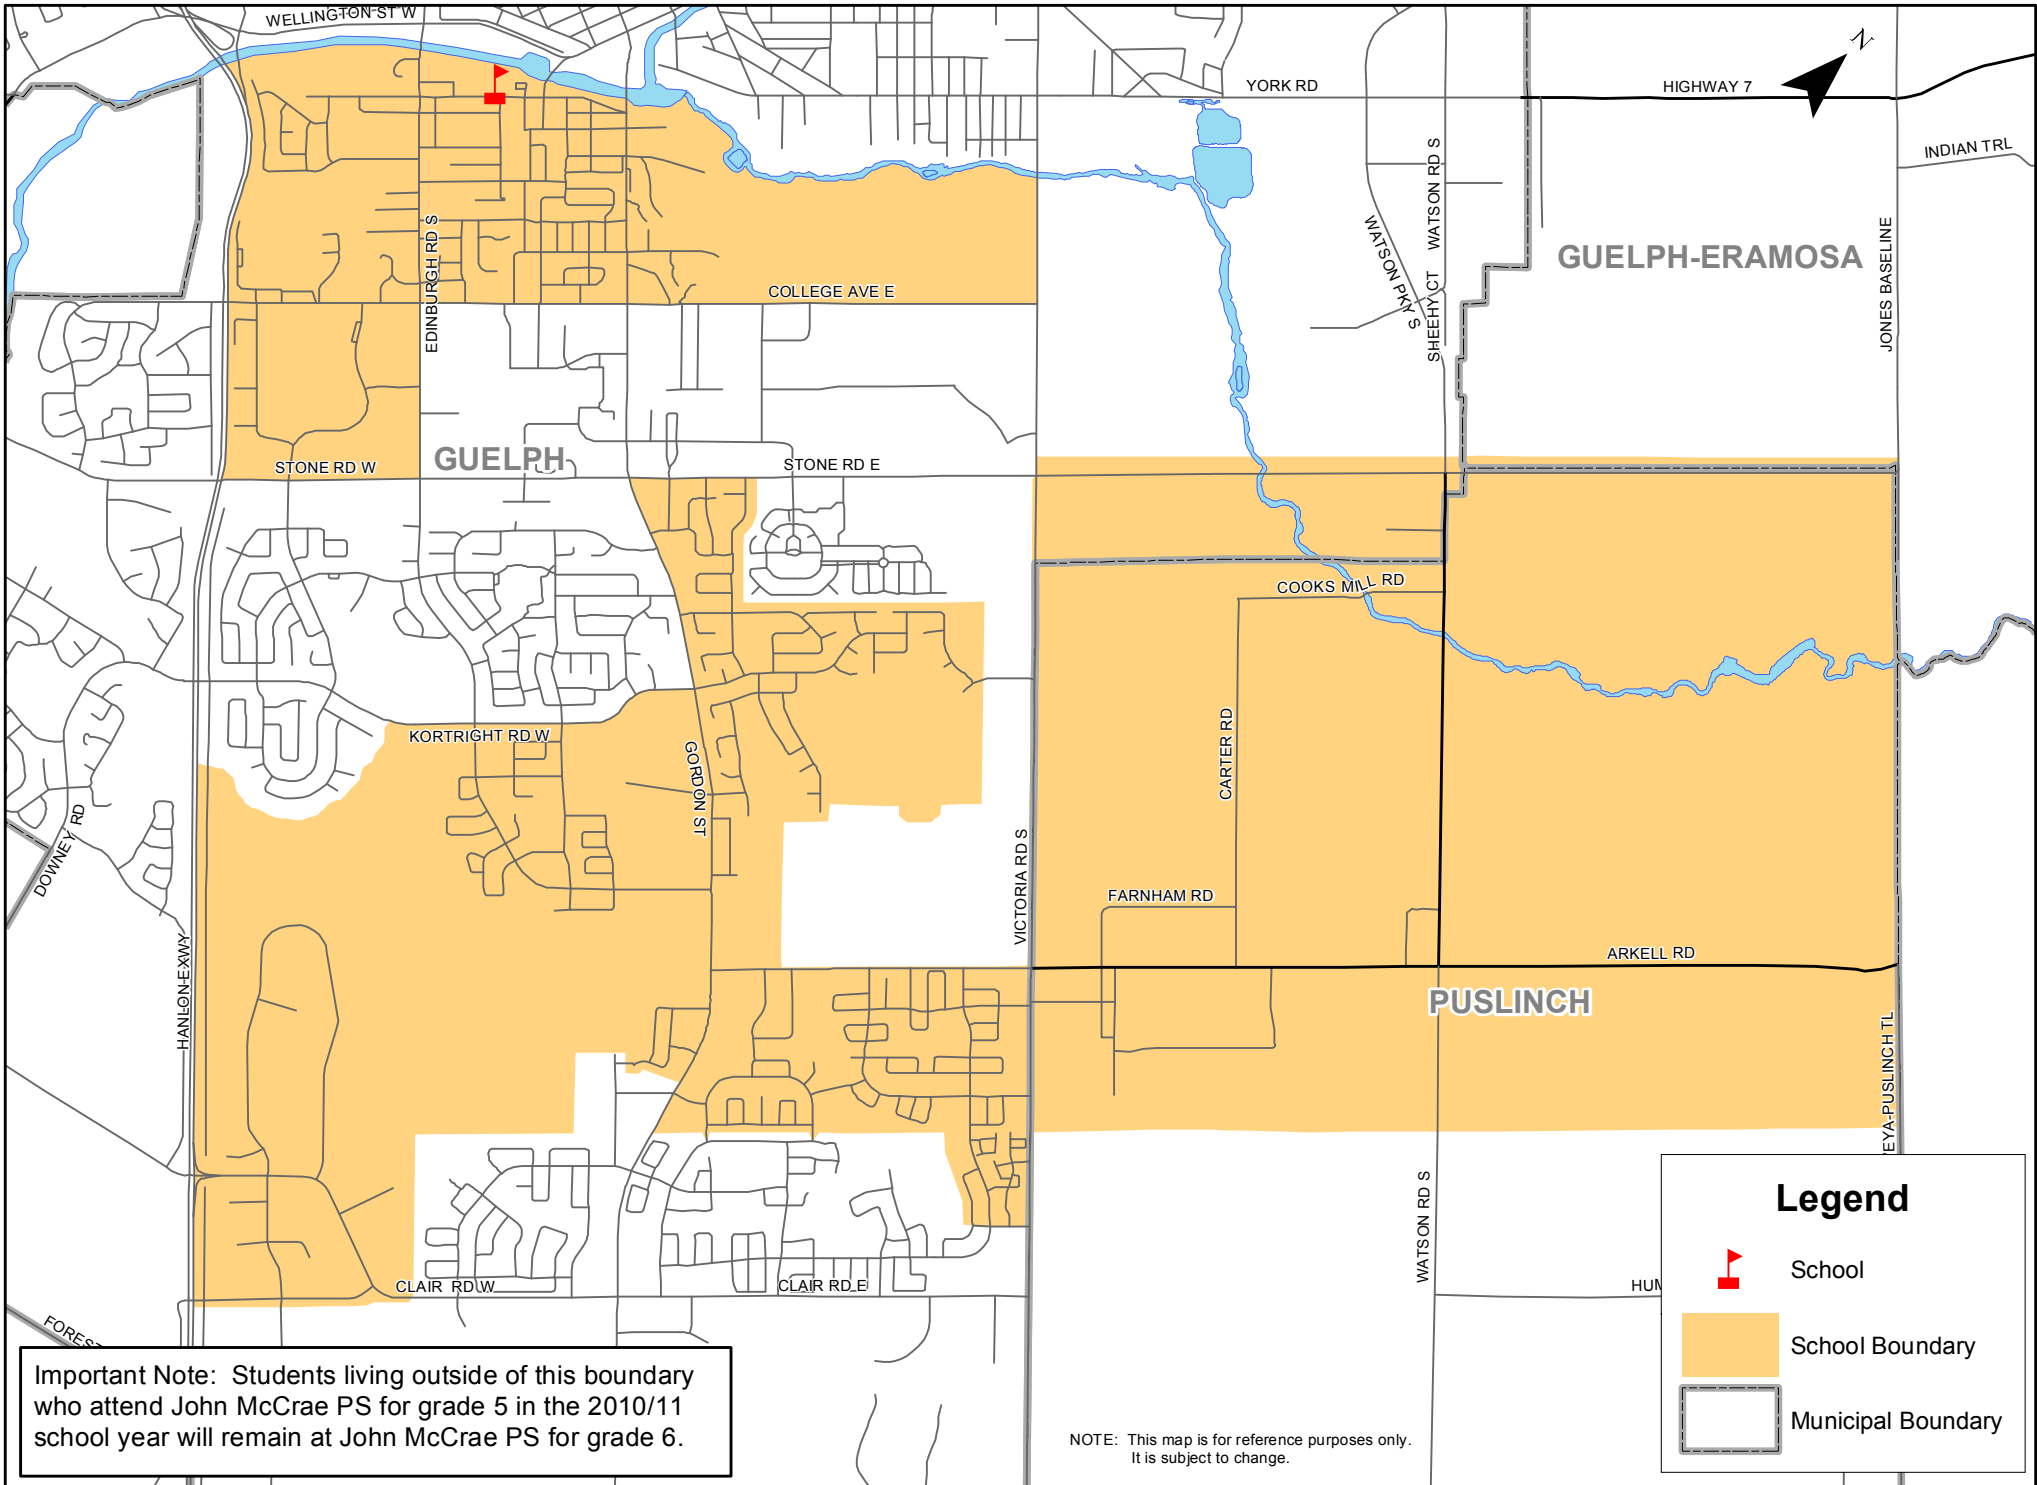 WELLINGTON ST W
N
YORK RD
HIGHWAY 7
INDIAN TRL
WATSON RD S
WATSON PKY S
SHEEHY CT
GUELPH-ERAMOSA
JONES BASELINE
EDINBURGH RD S
COLLEGE AVE E
GUELPH
STONE RD W
STONE RD E
COOKS MILL RD
CARTER RD
KORTRIGHT RD W
GORDON ST
DOWNEY RD
VICTORIA RD S
FARNHAM RD
HANLON EXWY
ARKELL RD
PUSLINCH
EYA-PUSLINCH TL
WATSON RD S
CLAIR RD W
CLAIR RD E
HUM
FOREST
Legend
School
School Boundary
Municipal Boundary
Important Note: Students living outside of this boundary
who attend John McCrae PS for grade 5 in the 2010/11
school year will remain at John McCrae PS for grade 6.
NOTE: This map is for reference purposes only.
It is subject to change.